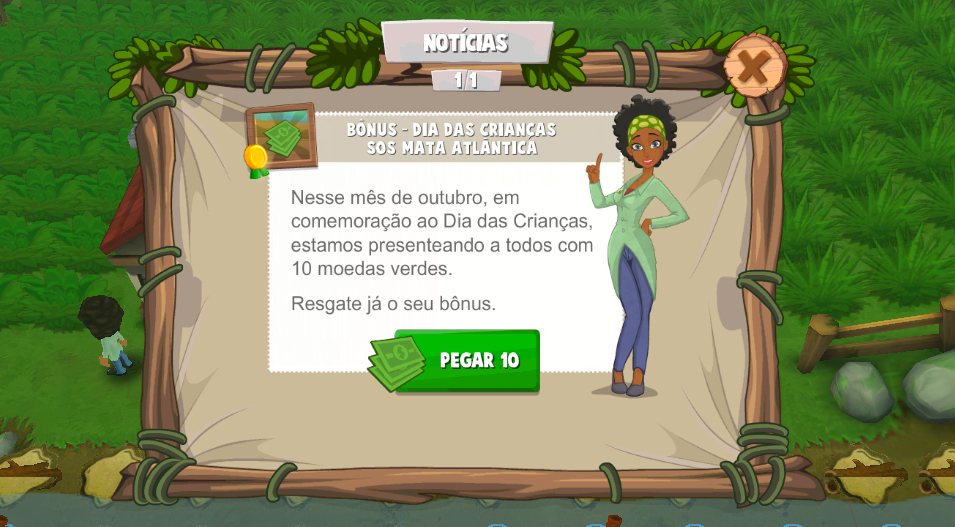 NOTÍCIAS
1/1
BÔNUS - DIA DAS CRIANÇAS
SOS MATA ATLÂNTICA
Nesse mês de outubro, em
comemoração ao Dia das Crianças,
estamos presenteando a todos com
10 moedas verdes.
Resgate já o seu bônus.
PEGAR 10